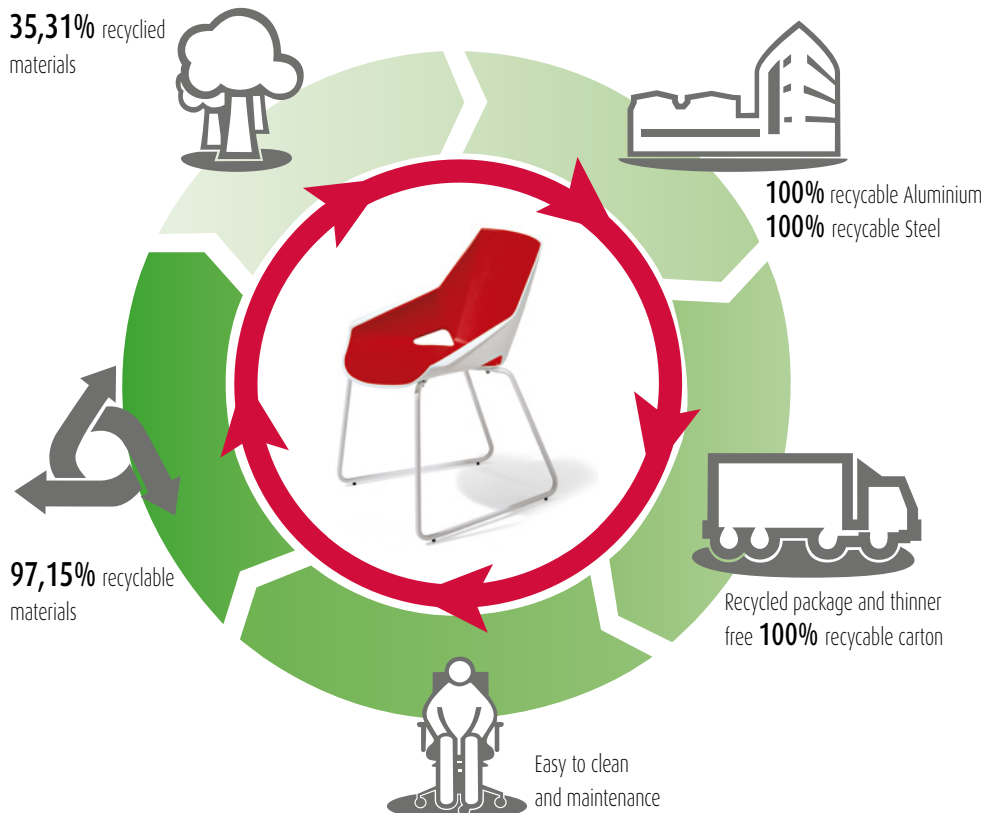 35,31% recyclied
materials
100% recycable Aluminium
100% recycable Steel
Recycled package and thinner
free 100% recycable carton
Easy to clean
and maintenance
97,15% recyclable
materials